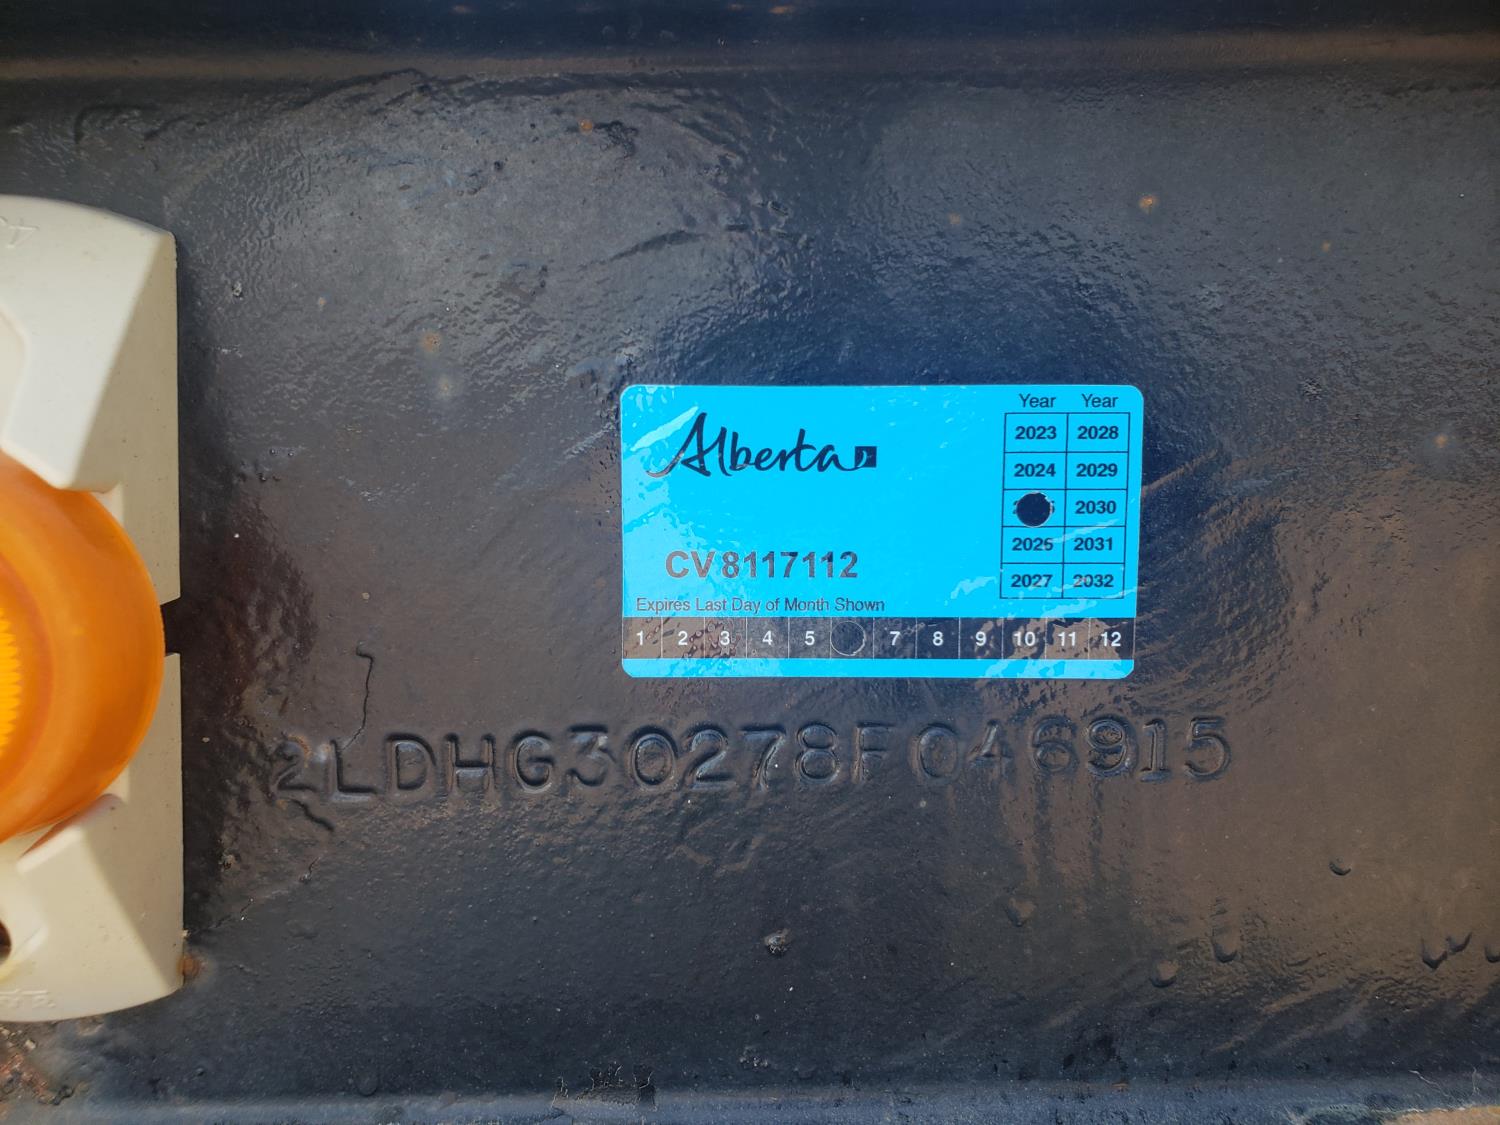 Alberta
Year Year
2023 2028
2024 2029
2030
2026 2031
2027 2032
CV8117112
Expires Last Day of Month Shown
1 2 3 4 5 7 8 9 10 11 12
2LDHG30278F046915